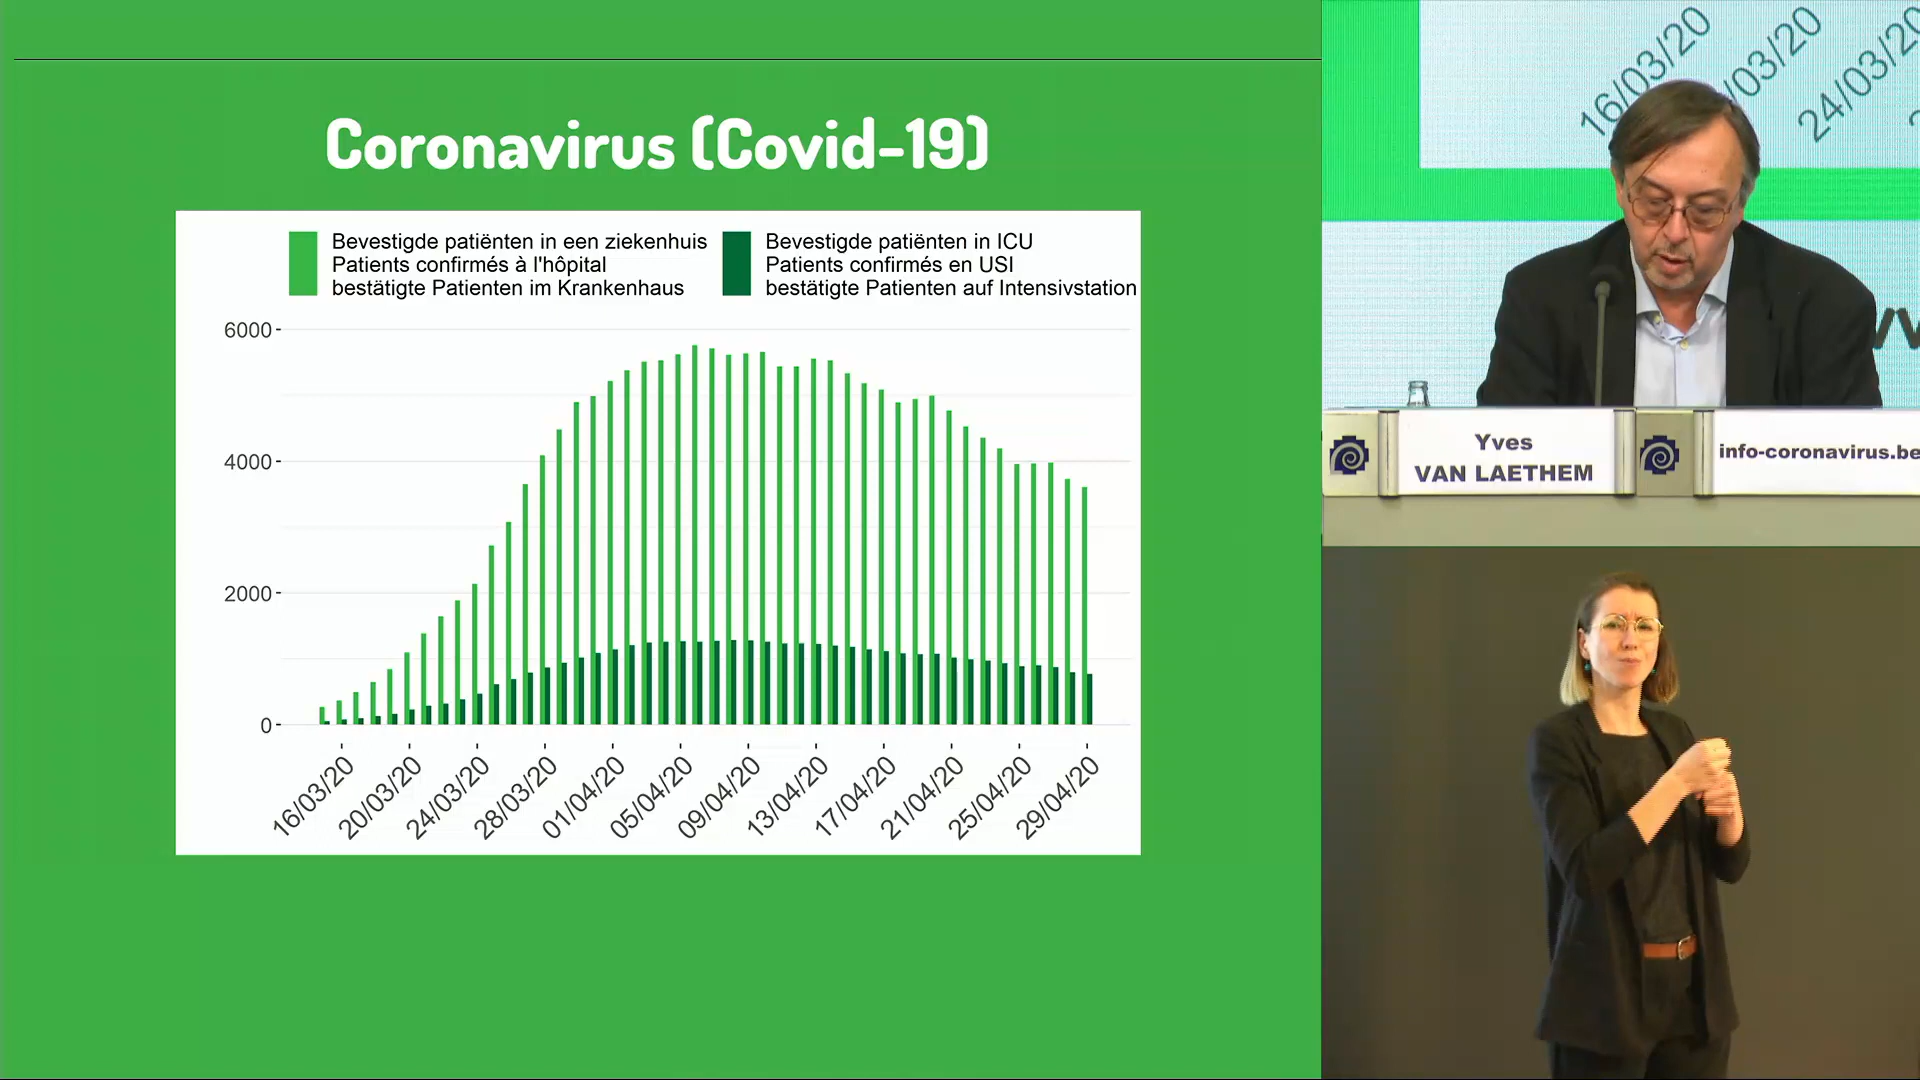 Coronavirus (Covid-19)
Bevestigde patiënten in een ziekenhuis
Patients confirmés à l'hôpital
bestätigte Patienten im Krankenhaus
Bevestigde patiënten in ICU
Patients confirmés en USI
bestätigte Patienten auf Intensivstation
6000
4000
2000
0
16/03/20
20/03/20
24/03/20
28/03/20
01/04/20
05/04/20
09/04/20
13/04/20
17/04/20
21/04/20
25/04/20
29/04/20
16/03/20
/03/20
24/03/20
Yves
VAN LAETHEM
info-coronavirus.be